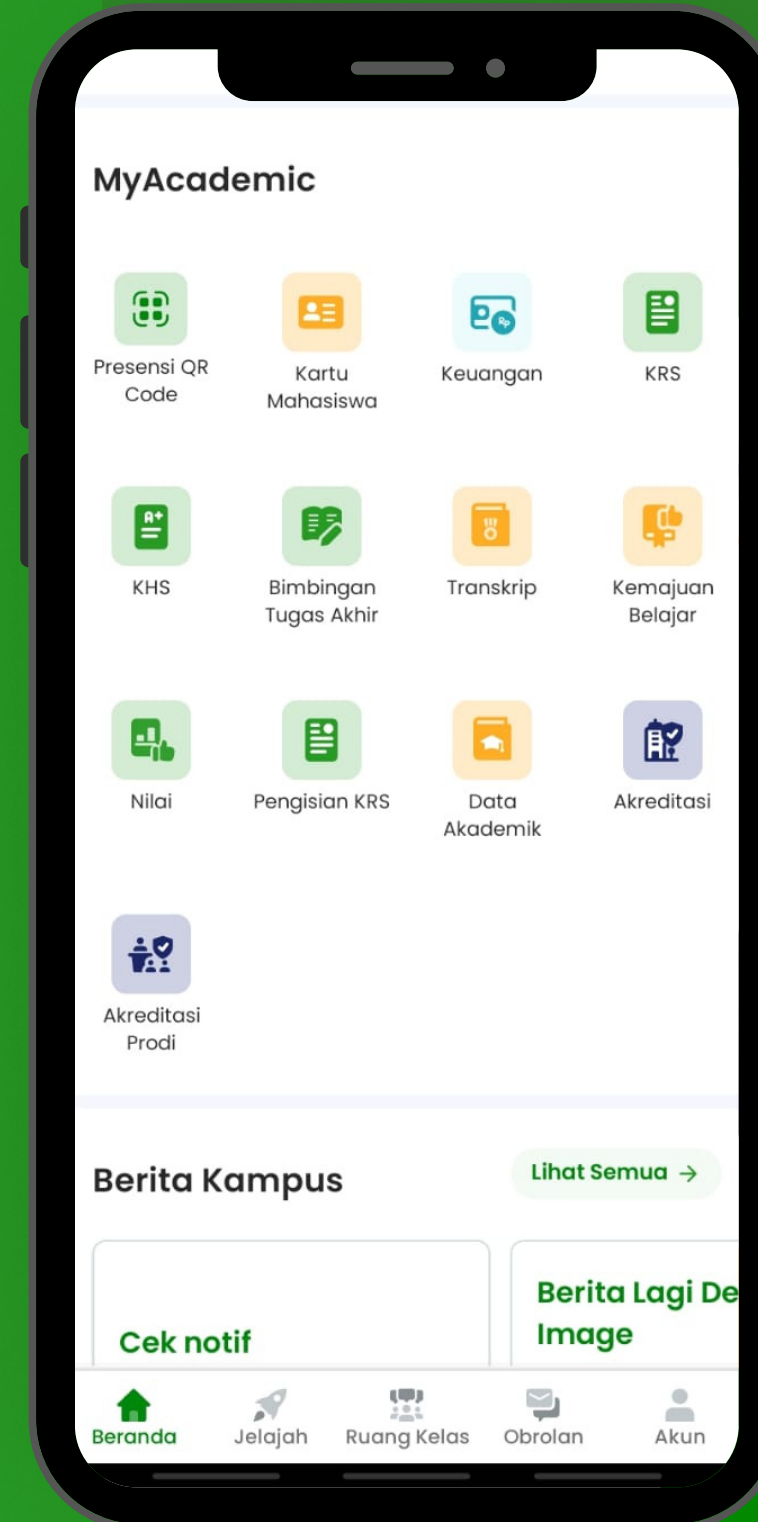 MyAcademic
Presensi QR
Code
Kartu
Mahasiswa
Keuangan
Rp
KRS
A+
KHS
Bimbingan
Tugas Akhir
Transkrip
Kemajuan
Belajar
Nilai
Pengisian KRS
Data
Akademik
Akreditasi
Akreditasi
Prodi
Berita Kampus
Lihat Semua →
Cek notif
Berita Lagi De
Image
Beranda
Jelajah
Ruang Kelas
Obrolan
Akun